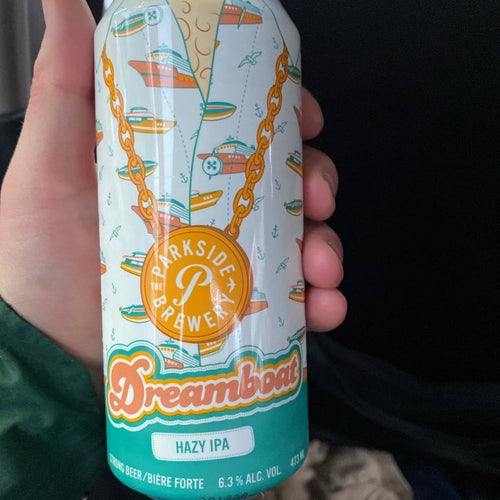 THE PARKSIDE BREWERY
P
Dreamboat
HAZY IPA
STRONG BEER/BIÈRE FORTE 6.3% ALC. VOL. 473 ML